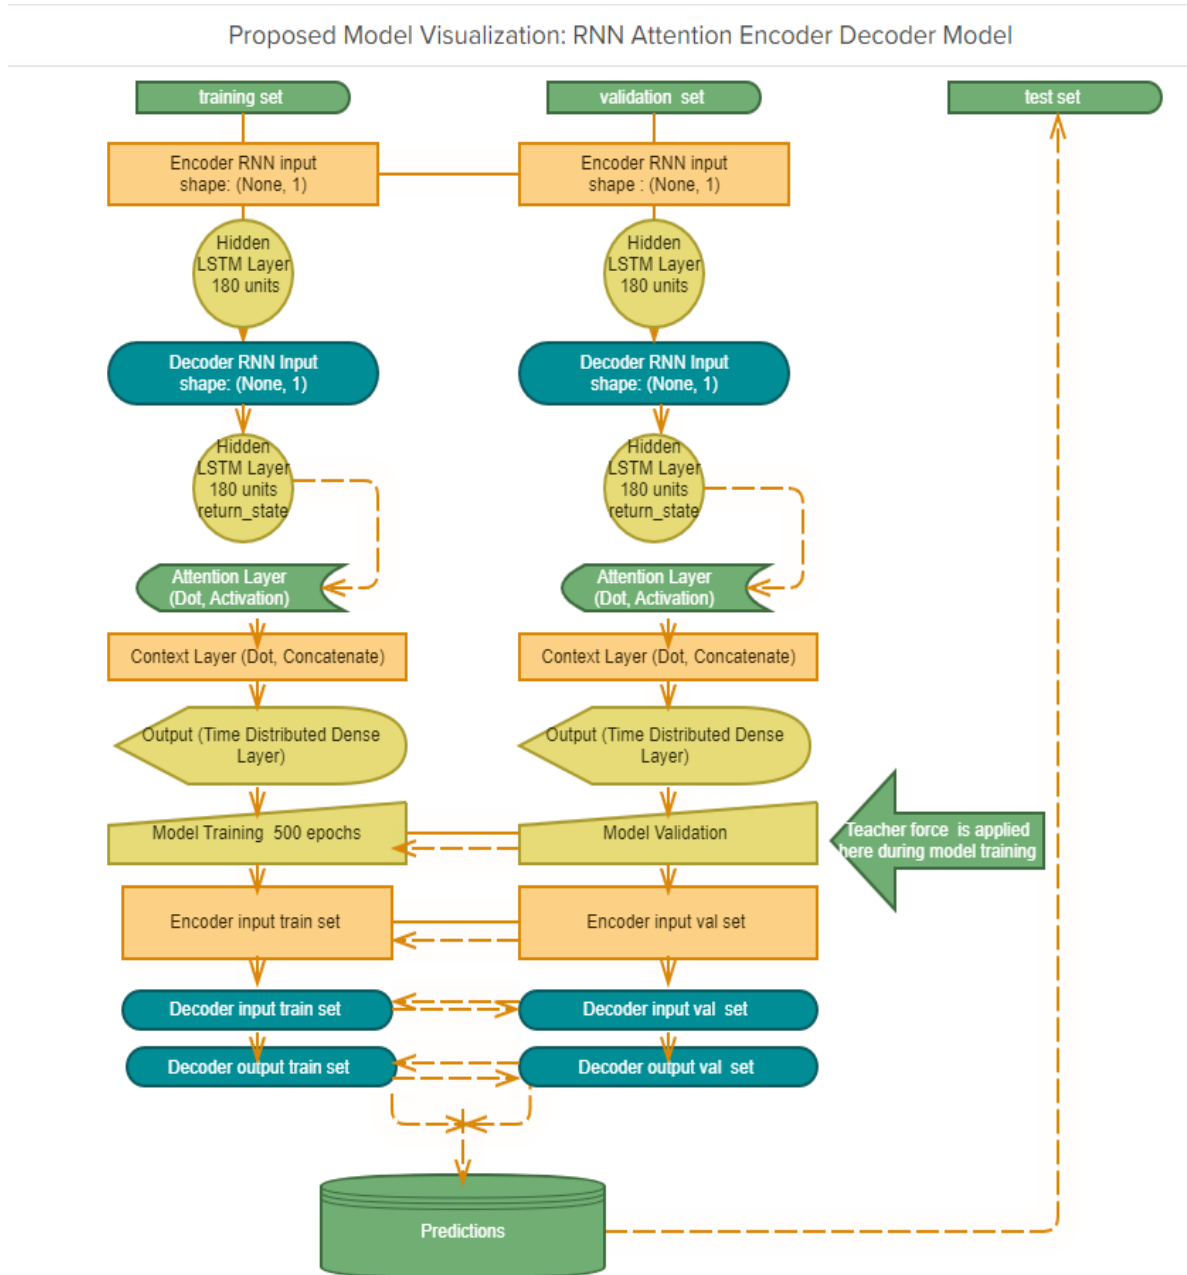 Proposed Model Visualization: RNN Attention Encoder Decoder Model
training set
validation set
test set
Encoder RNN input
shape: (None, 1)
Encoder RNN input
shape : (None, 1)
Hidden
LSTM Layer
180 units
Hidden
LSTM Layer
180 units
Decoder RNN Input
shape: (None, 1)
Decoder RNN Input
shape: (None, 1)
Hidden
LSTM Layer
180 units
return_state
Hidden
LSTM Layer
180 units
return_state
Attention Layer
(Dot, Activation)
Attention Layer
(Dot, Activation)
Context Layer (Dot, Concatenate)
Context Layer (Dot, Concatenate)
Output (Time Distributed Dense
Layer)
Output (Time Distributed Dense
Layer)
Model Training 500 epochs
Model Validation
Teacher force is applied
here during model training
Encoder input train set
Encoder input val set
Decoder input train set
Decoder input val set
Decoder output train set
Decoder output val set
Predictions